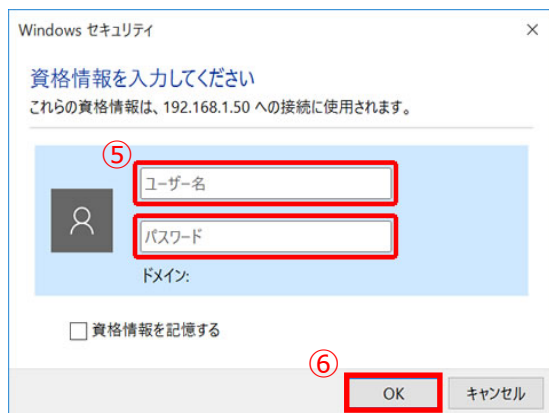 Windows セキュリティ
資格情報を入力してください
これらの資格情報は、192.168.1.50 への接続に使用されます。
⑤
ユーザー名
パスワード
ドメイン:
資格情報を記憶する
⑥
OK キャンセル